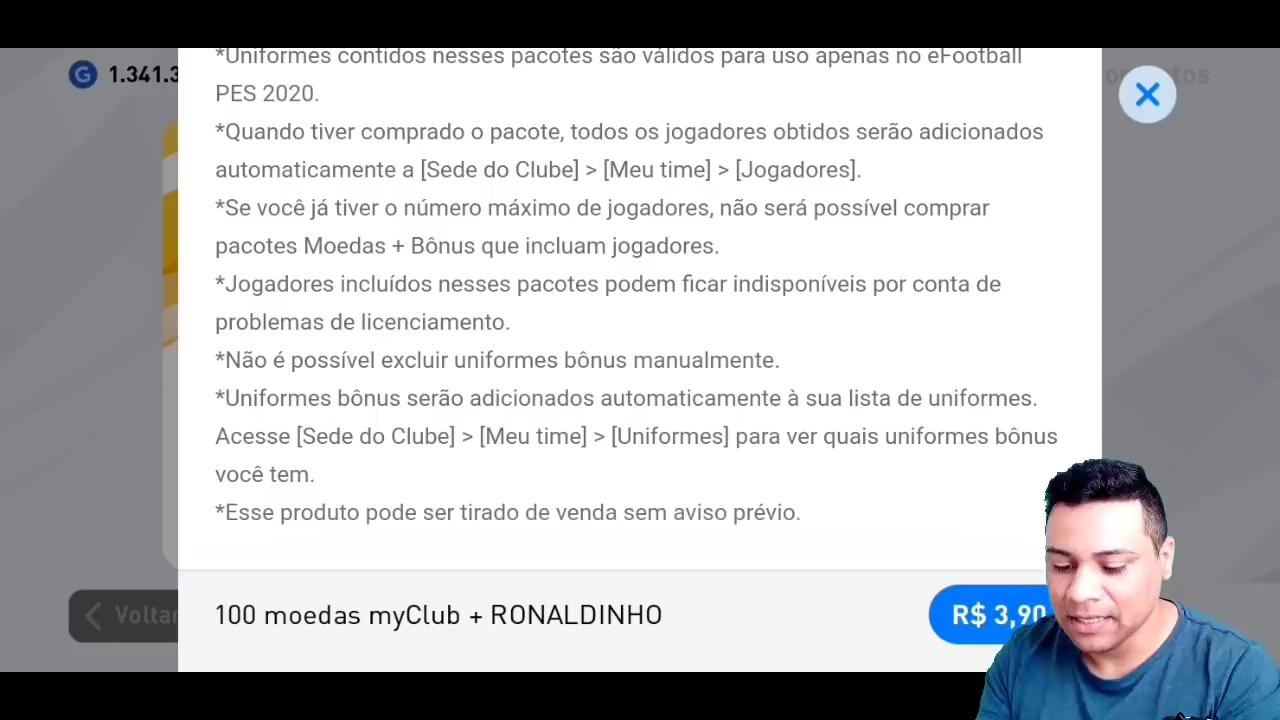 *Uniformes contidos nesses pacotes são válidos para uso apenas no eFootball
1.341.3
PES 2020.
*Quando tiver comprado o pacote, todos os jogadores obtidos serão adicionados
automaticamente a [Sede do Clube] > [Meu time] > [Jogadores].
*Se você já tiver o número máximo de jogadores, não será possível comprar
pacotes Moedas + Bônus que incluam jogadores.
*Jogadores incluídos nesses pacotes podem ficar indisponíveis por conta de
problemas de licenciamento.
*Não é possível excluir uniformes bônus manualmente.
*Uniformes bônus serão adicionados automaticamente à sua lista de uniformes.
Acesse [Sede do Clube] > [Meu time] > [Uniformes] para ver quais uniformes bônus
você tem.
*Esse produto pode ser tirado de venda sem aviso prévio.
Voltar
100 moedas myClub + RONALDINHO
R$ 3,90